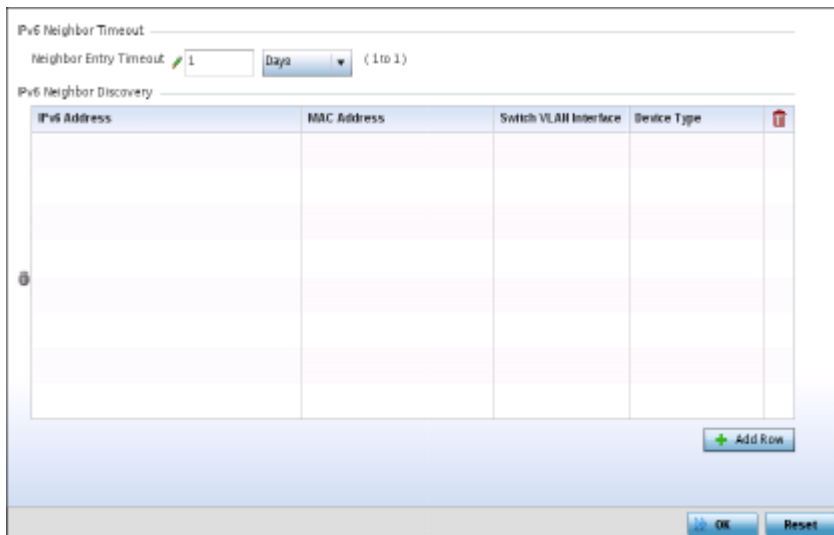 IPv6 Neighbor Timeout
Neighbor Entry Timeout 1 Days (1 to 1)
IPv6 Neighbor Discovery
IPv6 Address MAC Address Switch VLAN Interface Device Type
Add Row
OK Reset